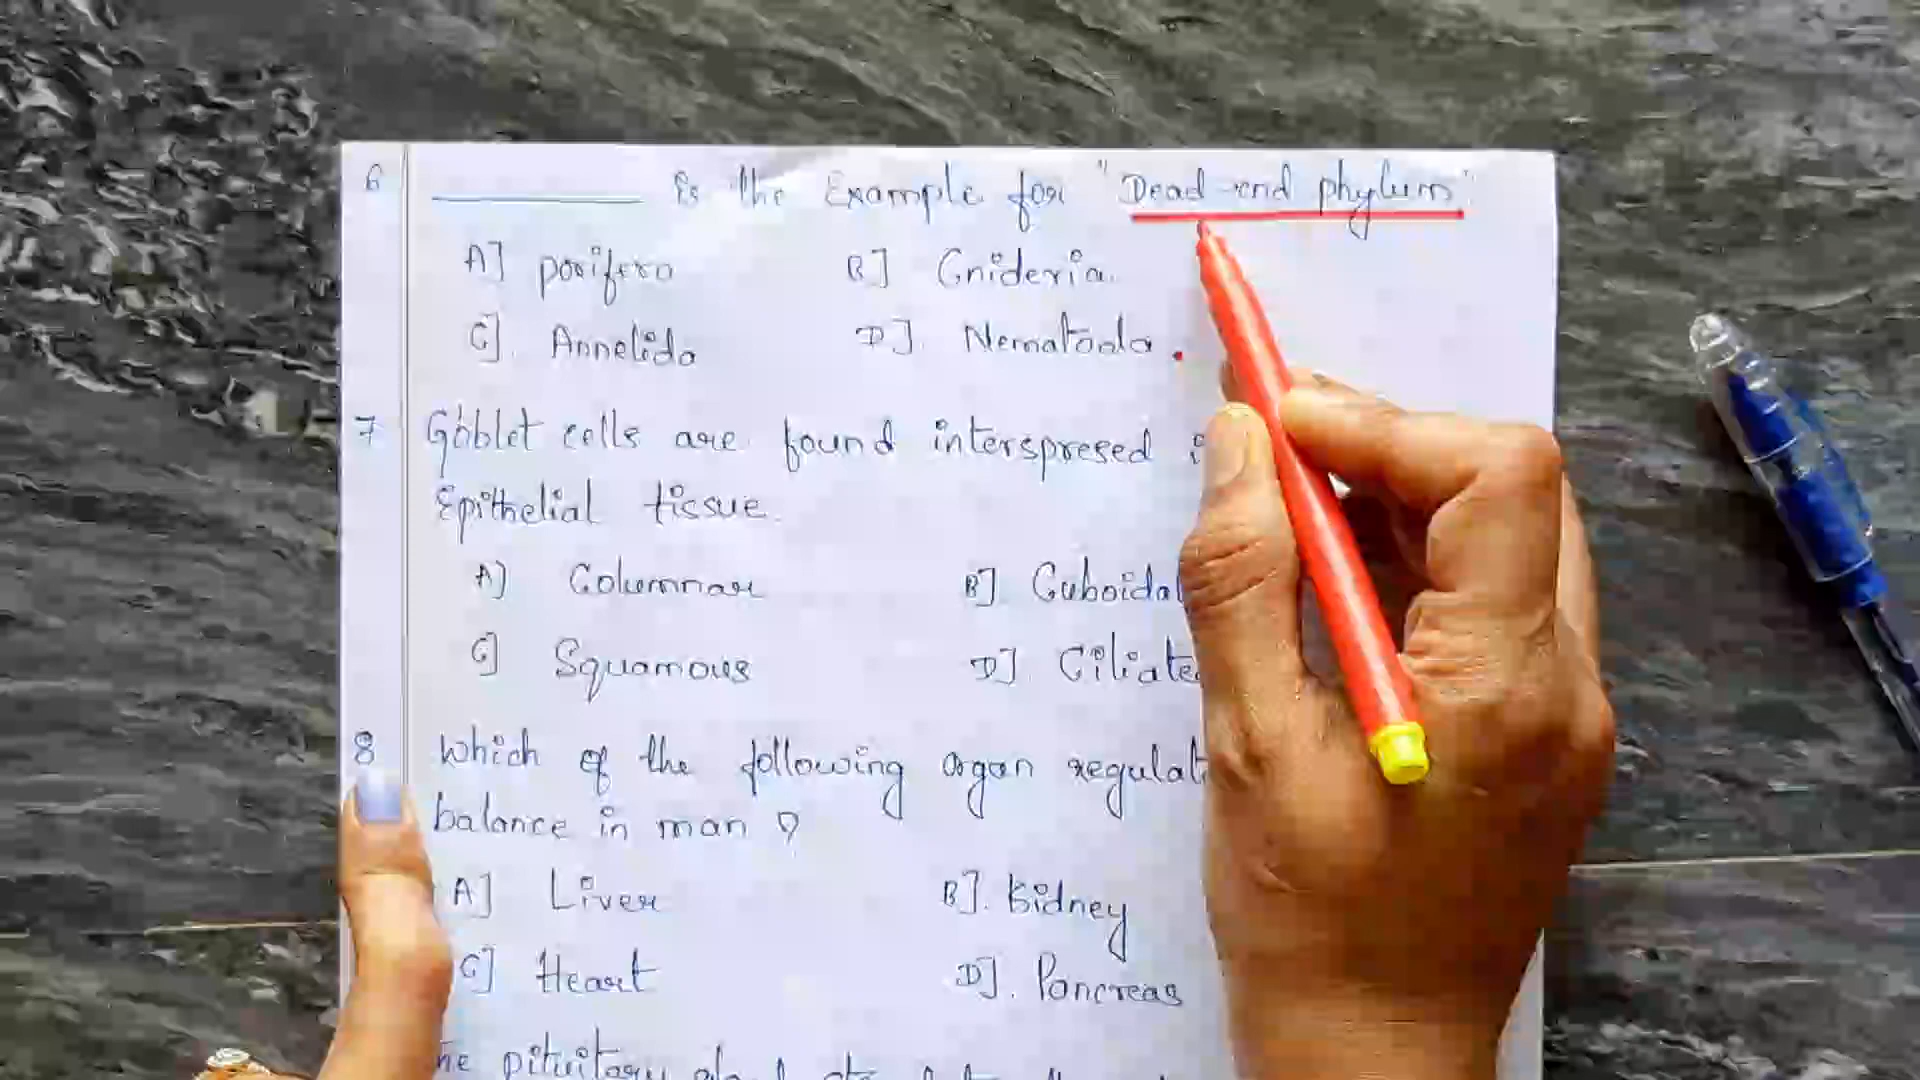 6 ________ is the Example for "Dead-end phylum"
A] porifera B] Cnideria.
C]. Annelida D]. Nematoda.
7 Goblet cells are found interspresed
Epithelial tissue.
A] Columnar B]. Cuboidal
C] Squamous D]. Ciliate
8 Which of the following organ regulat
balance in man ?
A] Liver B]. Kidney
C] Heart D]. Pancreas
pituitary